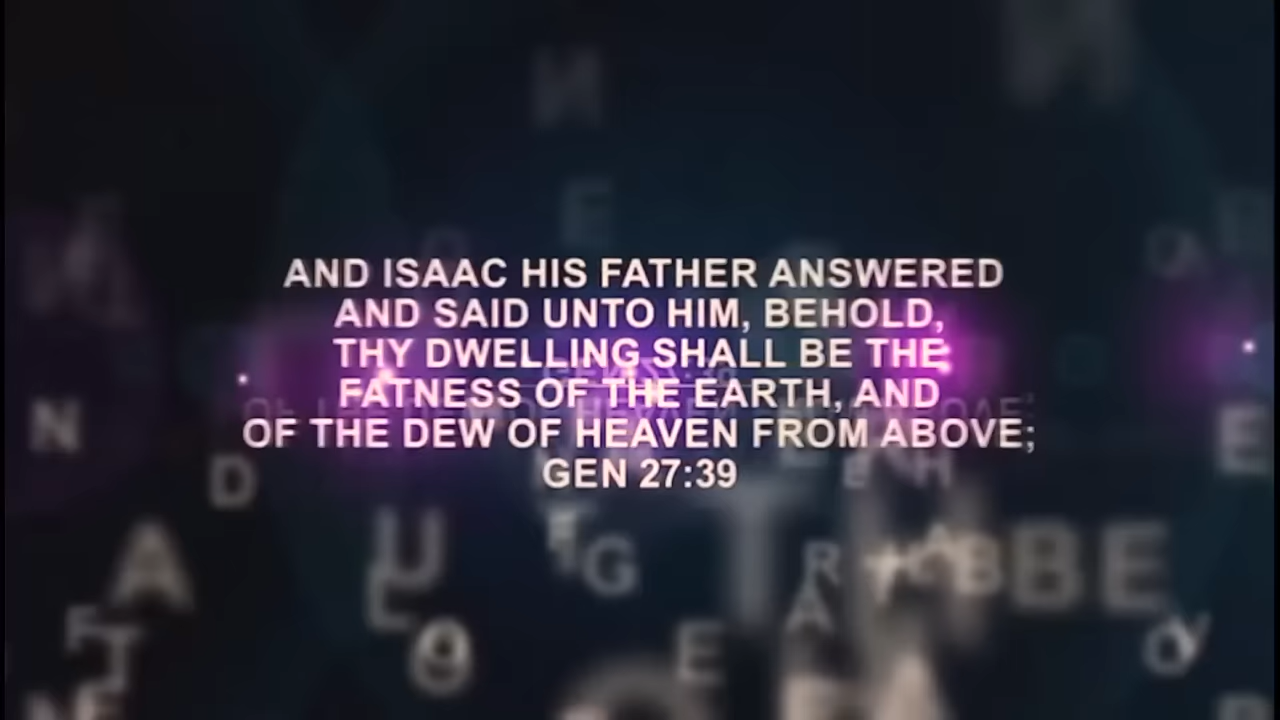 AND ISAAC HIS FATHER ANSWERED
AND SAID UNTO HIM, BEHOLD,
THY DWELLING SHALL BE THE
FATNESS OF THE EARTH, AND
OF THE DEW OF HEAVEN FROM ABOVE;
GEN 27:39